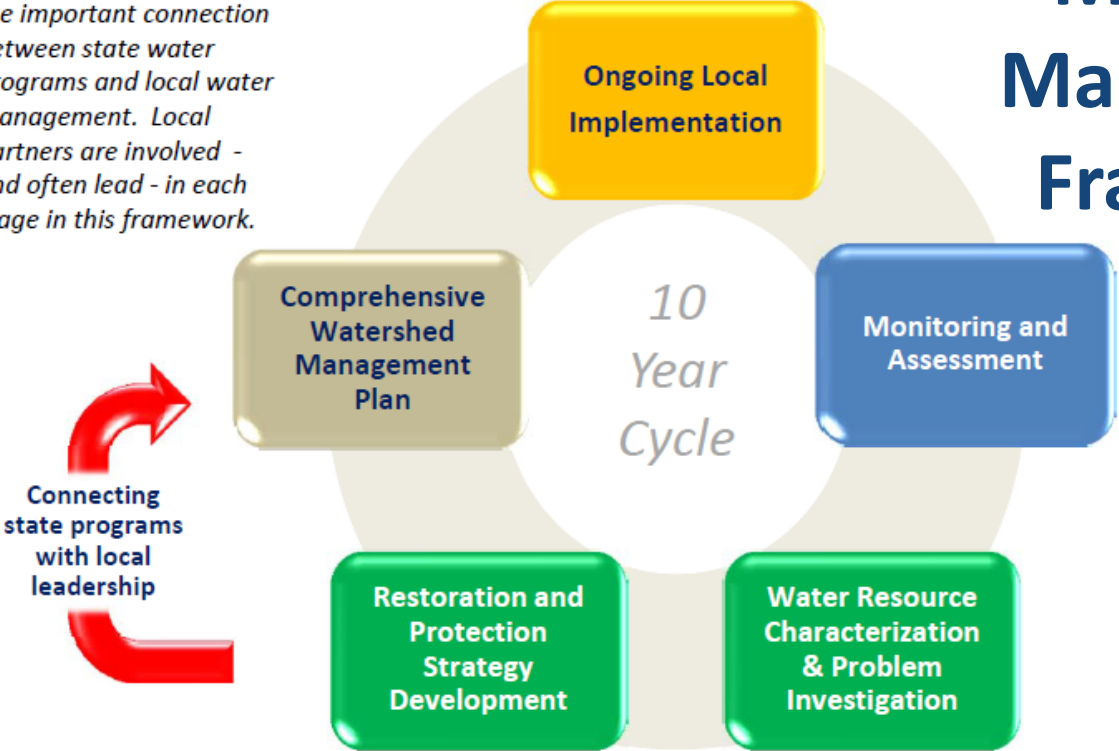 e important connection
etween state water
rograms and local water
anagement. Local
artners are involved -
nd often lead - in each
age in this framework.
Ma
Fra
Ongoing Local
Implementation
Comprehensive
Watershed
Management
Plan
10
Year
Cycle
Monitoring and
Assessment
Connecting
state programs
with local
leadership
Restoration and
Protection
Strategy
Development
Water Resource
Characterization
& Problem
Investigation